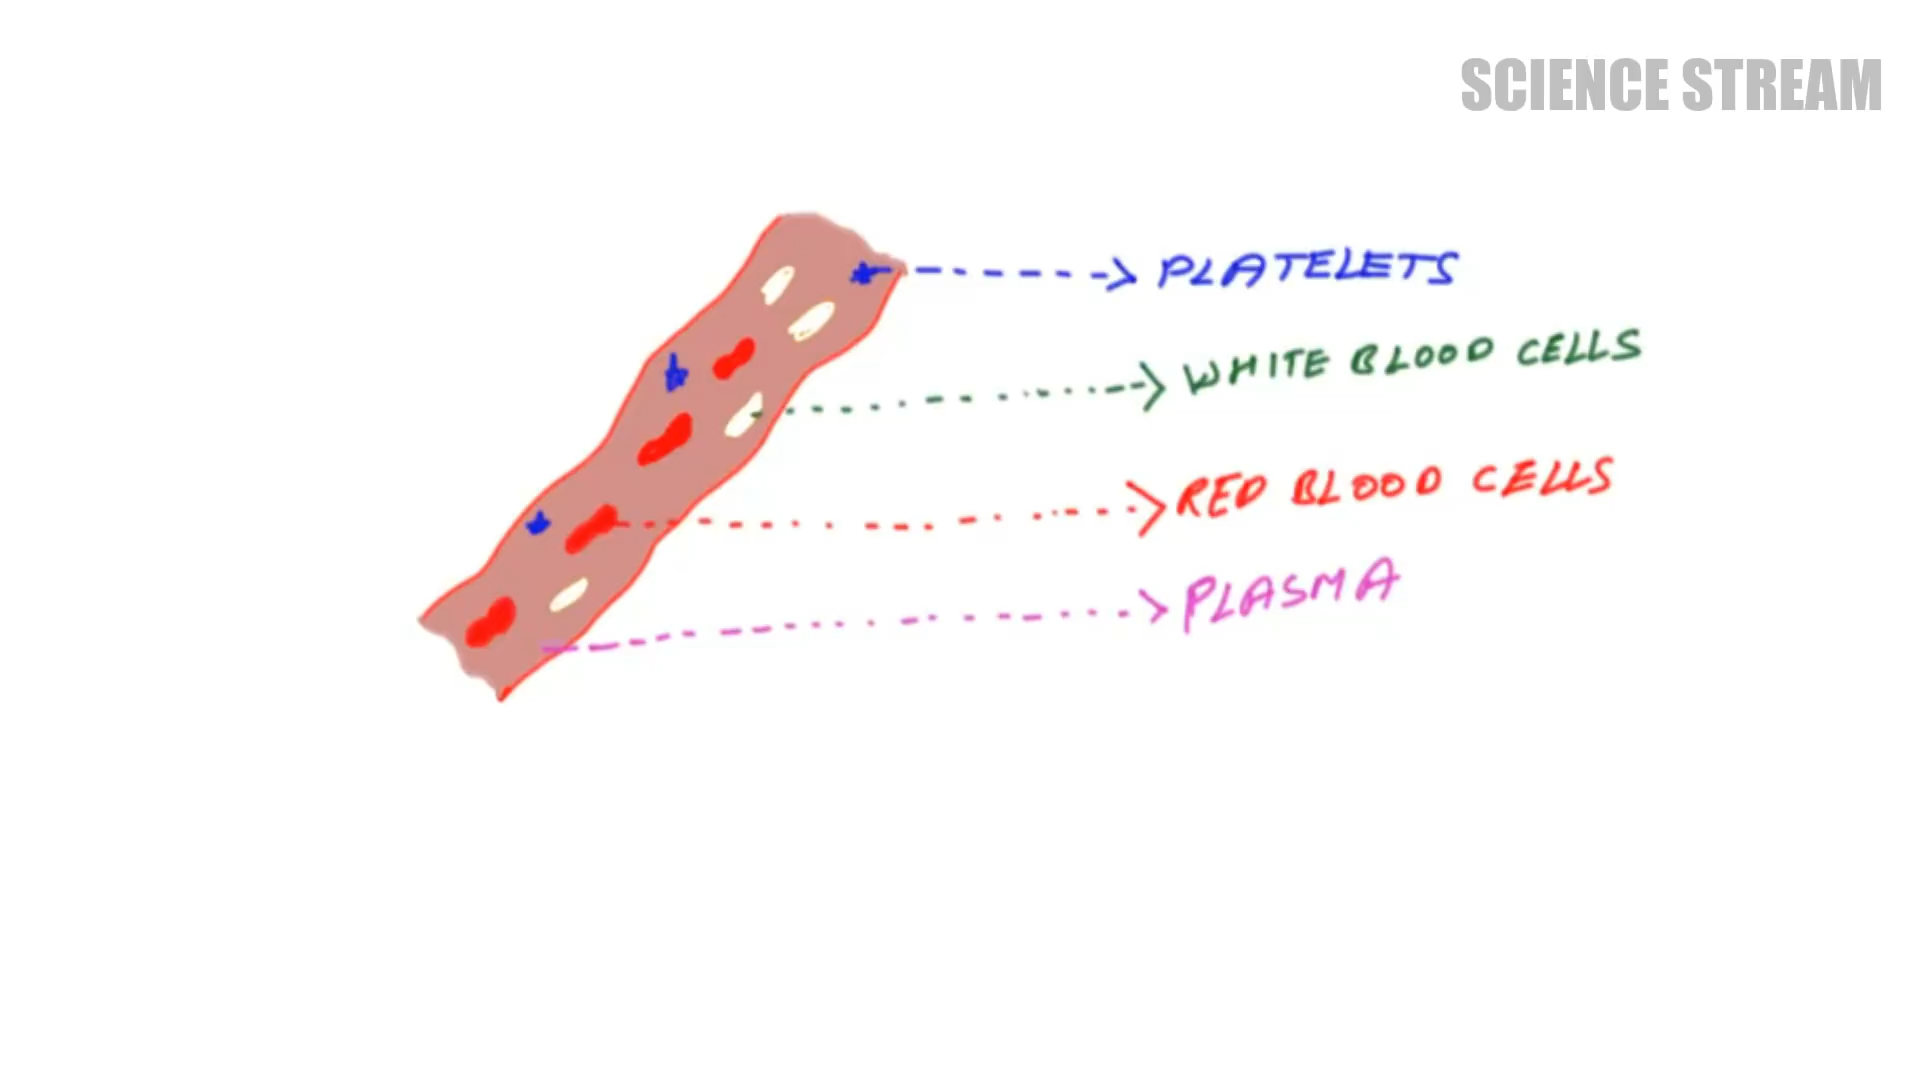 SCIENCE STREAM
PLATELETS
WHITE BLOOD CELLS
RED BLOOD CELLS
PLASMA